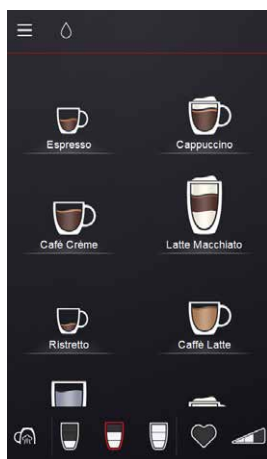 Espresso
Cappuccino
Café Crème
Latte Macchiato
Ristretto
Caffè Latte